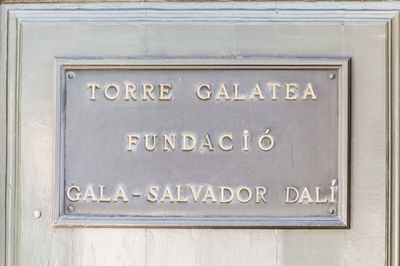 TORRE GALATEA
FUNDACIÓ
GALA-SALVADOR DALÍ